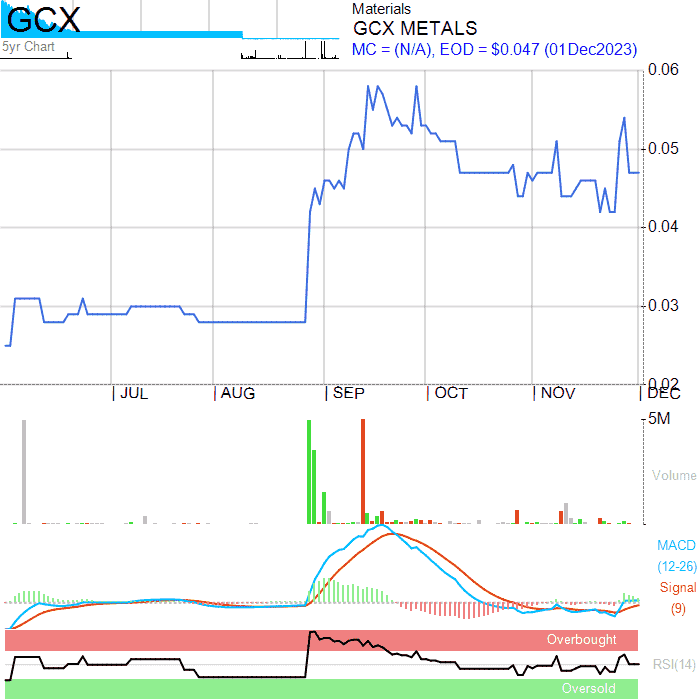 GCX
Materials
GCX METALS
5yr Chart
MC = (N/A), EOD = $0.047 (01Dec2023)
0.06
0.05
0.04
0.03
0.02
JUL AUG SEP OCT NOV DEC
5M
Volume
MACD
(12-26)
Signal
(9)
Overbought
RSI(14)
Oversold